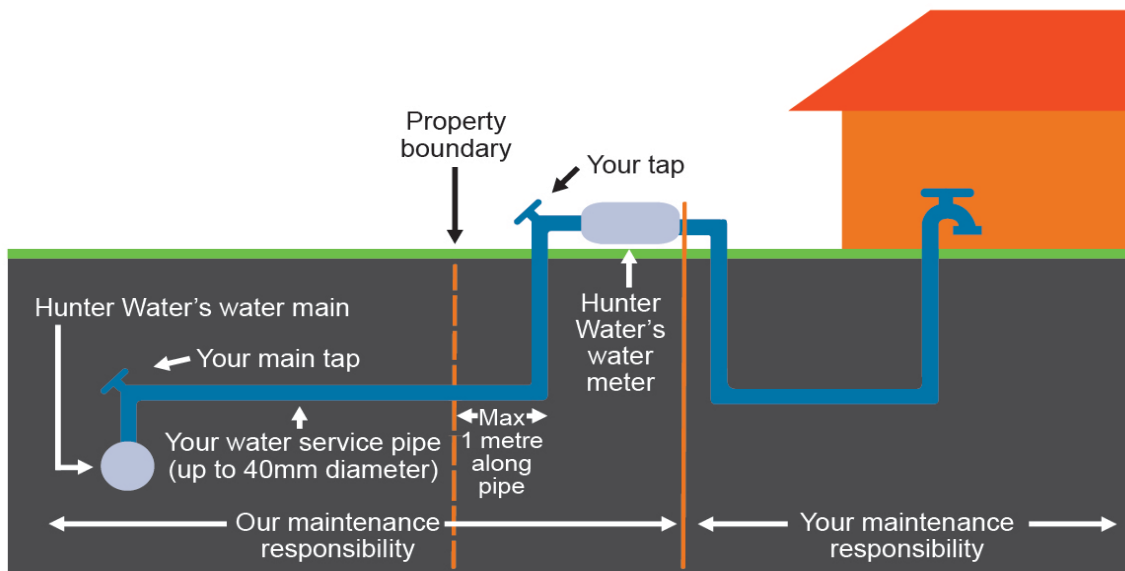 Property
boundary
Your tap
Hunter Water’s water main
Your main tap
Hunter
Water’s
water
meter
Your water service pipe
(up to 40mm diameter)
Max
1 metre
along
pipe
Our maintenance
responsibility
Your maintenance
responsibility